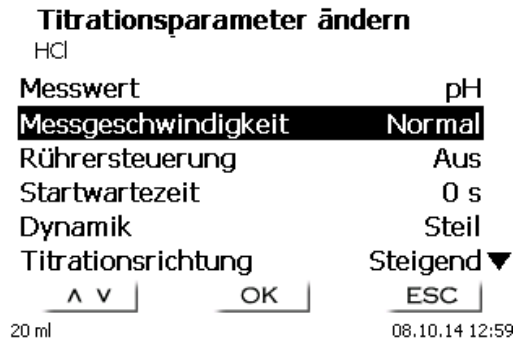 Titrationsparameter ändern
HCl
Messwert pH
Messgeschwindigkeit Normal
Rührersteuerung Aus
Startwartezeit 0 s
Dynamik Steil
Titrationsrichtung Steigend ▼
∧ ∨ OK ESC
20 ml 08.10.14 12:59